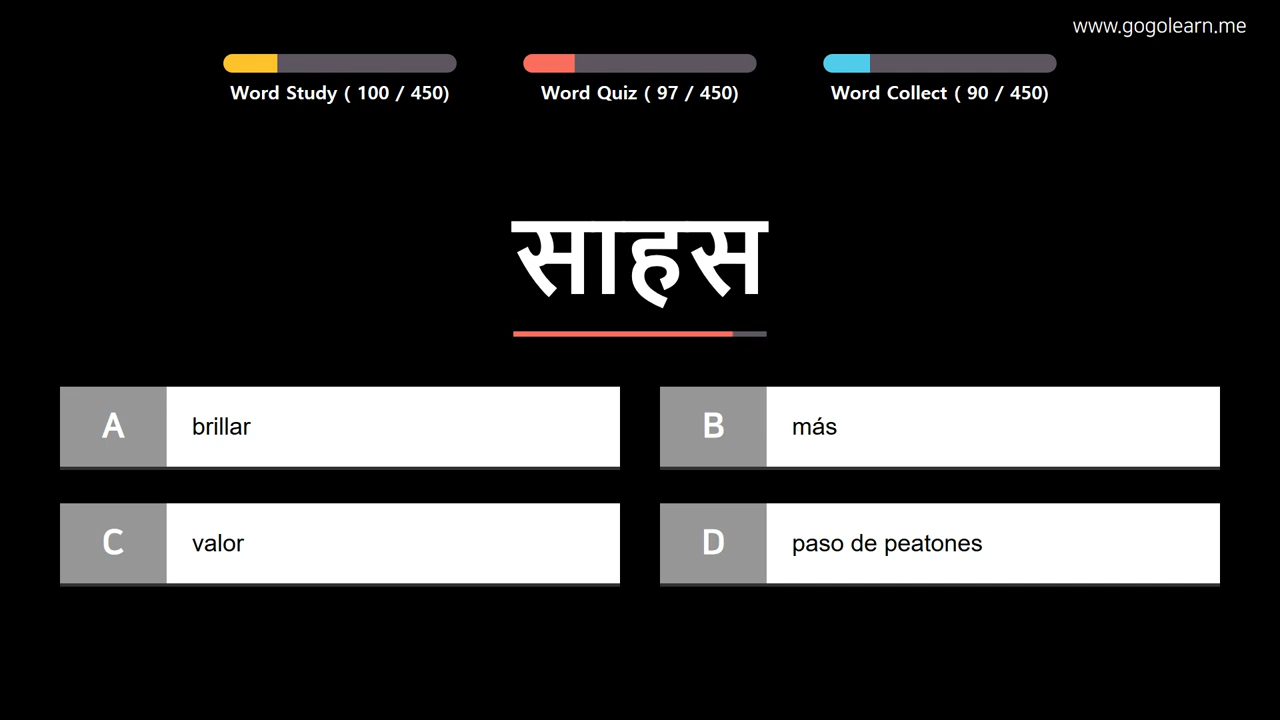 www.gogolearn.me
Word Study ( 100 / 450)
Word Quiz ( 97 / 450)
Word Collect ( 90 / 450)
साहस
A brillar
B más
C valor
D paso de peatones